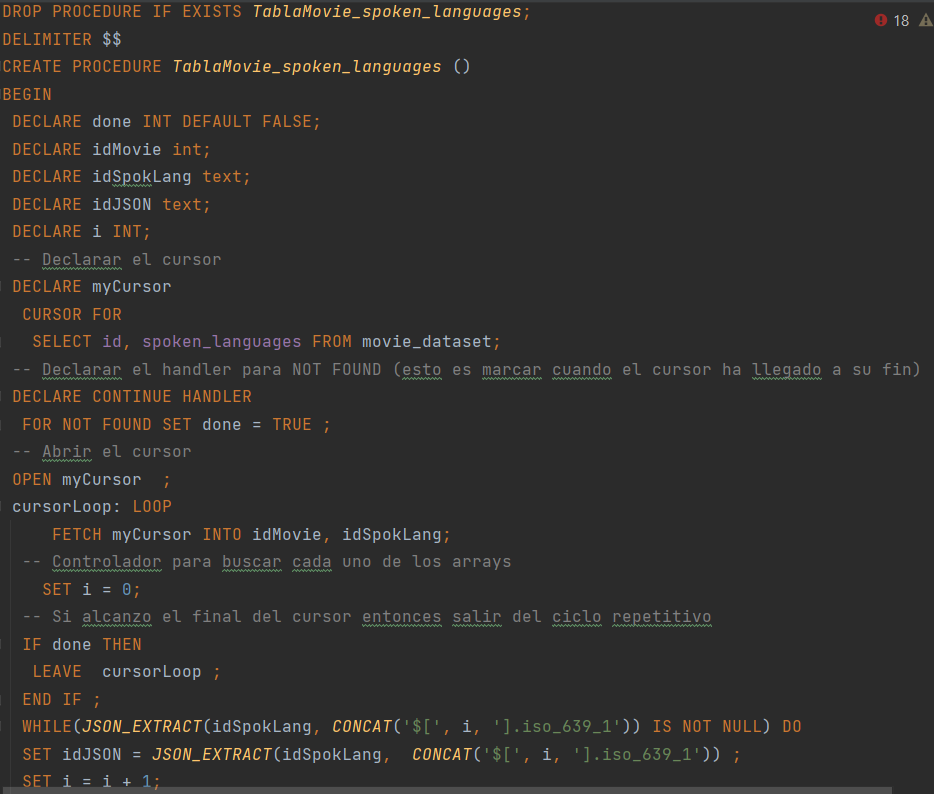 DROP PROCEDURE IF EXISTS TablaMovie_spoken_languages;
18
DELIMITER $$
CREATE PROCEDURE TablaMovie_spoken_languages ()
BEGIN
DECLARE done INT DEFAULT FALSE;
DECLARE idMovie int;
DECLARE idSpokLang text;
DECLARE idJSON text;
DECLARE i INT;
-- Declarar el cursor
DECLARE myCursor
CURSOR FOR
SELECT id, spoken_languages FROM movie_dataset;
-- Declarar el handler para NOT FOUND (esto es marcar cuando el cursor ha llegado a su fin)
DECLARE CONTINUE HANDLER
FOR NOT FOUND SET done = TRUE ;
-- Abrir el cursor
OPEN myCursor  ;
cursorLoop: LOOP
FETCH myCursor INTO idMovie, idSpokLang;
-- Controlador para buscar cada uno de los arrays
SET i = 0;
-- Si alcanzo el final del cursor entonces salir del ciclo repetitivo
IF done THEN
LEAVE  cursorLoop ;
END IF ;
WHILE(JSON_EXTRACT(idSpokLang, CONCAT('$[', i, '].iso_639_1')) IS NOT NULL) DO
SET idJSON = JSON_EXTRACT(idSpokLang,  CONCAT('$[', i, '].iso_639_1')) ;
SET i = i + 1;